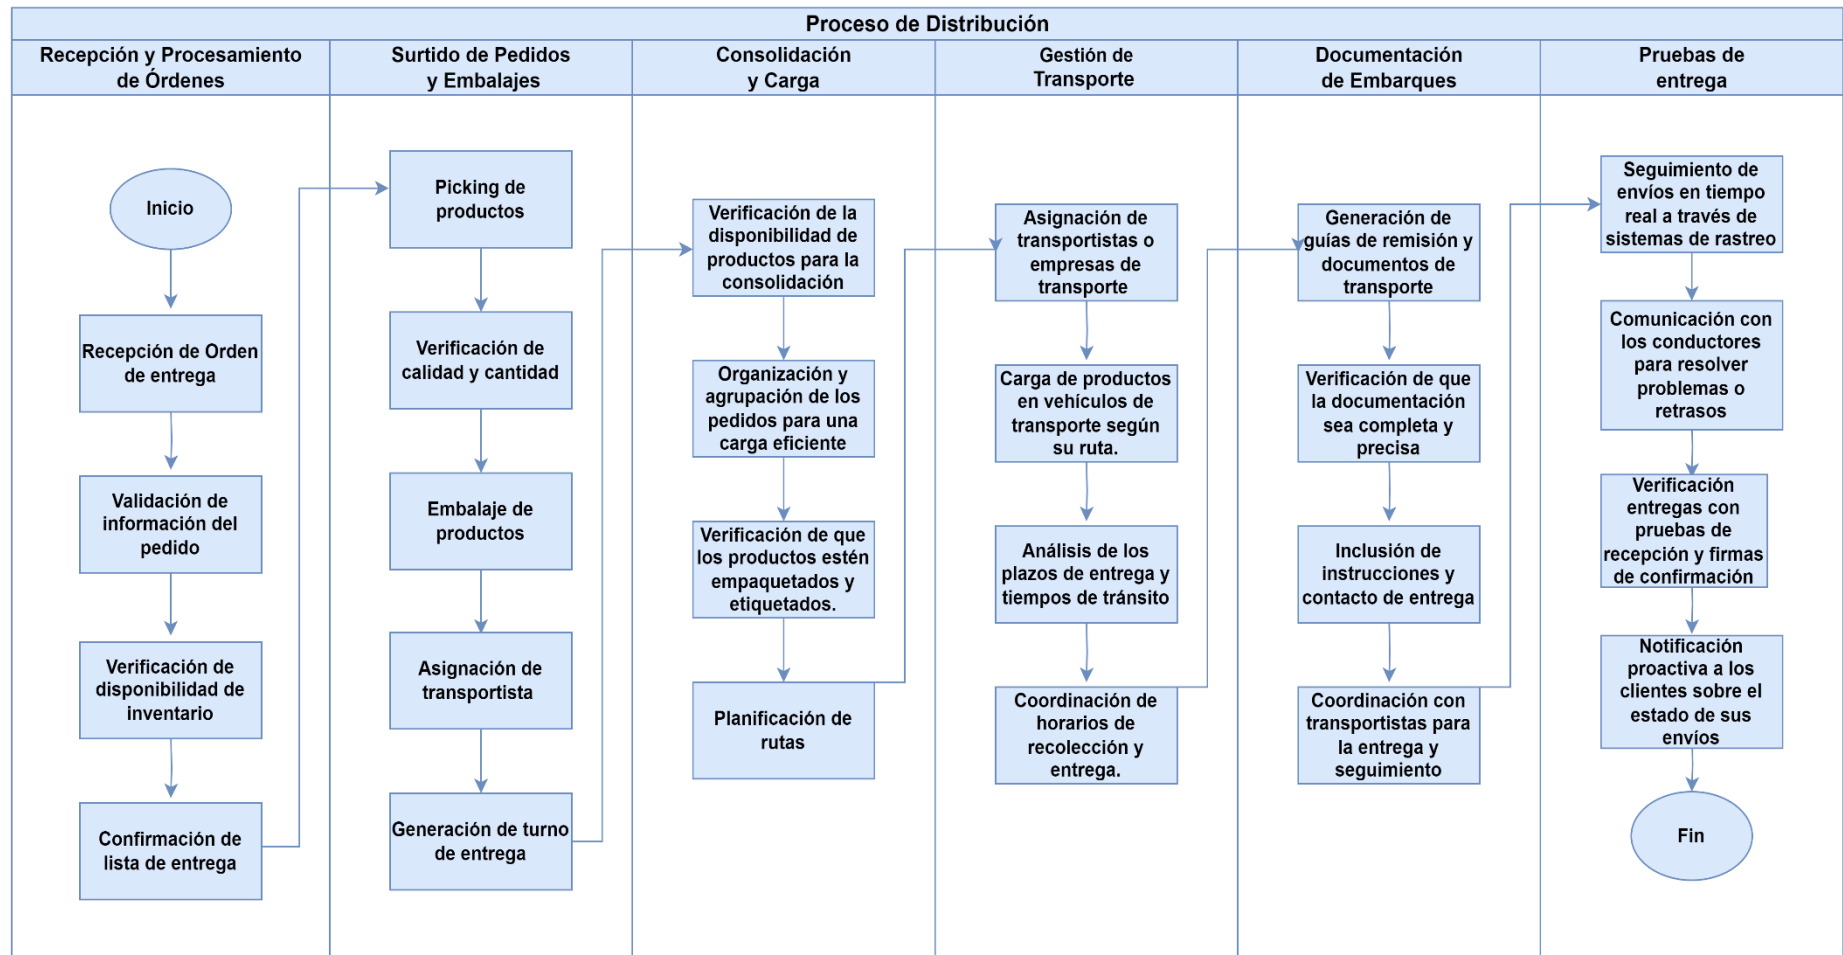 Proceso de Distribución
Recepción y Procesamiento
de Órdenes
Surtido de Pedidos
y Embalajes
Consolidación
y Carga
Gestión de
Transporte
Documentación
de Embarques
Pruebas de
entrega
Inicio
Recepción de Orden
de entrega
Validación de
información del
pedido
Verificación de
disponibilidad de
inventario
Confirmación de
lista de entrega
Picking de
productos
Verificación de
calidad y cantidad
Embalaje de
productos
Asignación de
transportista
Generación de turno
de entrega
Verificación de la
disponibilidad de
productos para la
consolidación
Organización y
agrupación de los
pedidos para una
carga eficiente
Verificación de que
los productos estén
empaquetados y
etiquetados.
Planificación de
rutas
Asignación de
transportistas o
empresas de
transporte
Carga de productos
en vehículos de
transporte según
su ruta.
Análisis de los
plazos de entrega y
tiempos de tránsito
Coordinación de
horarios de
recolección y
entrega.
Generación de
guías de remisión y
documentos de
transporte
Verificación de que
la documentación
sea completa y
precisa
Inclusión de
instrucciones y
contacto de entrega
Coordinación con
transportistas para
la entrega y
seguimiento
Seguimiento de
envíos en tiempo
real a través de
sistemas de rastreo
Comunicación con
los conductores
para resolver
problemas o
retrasos
Verificación
entregas con
pruebas de
recepción y firmas
de confirmación
Notificación
proactiva a los
clientes sobre el
estado de sus
envíos
Fin